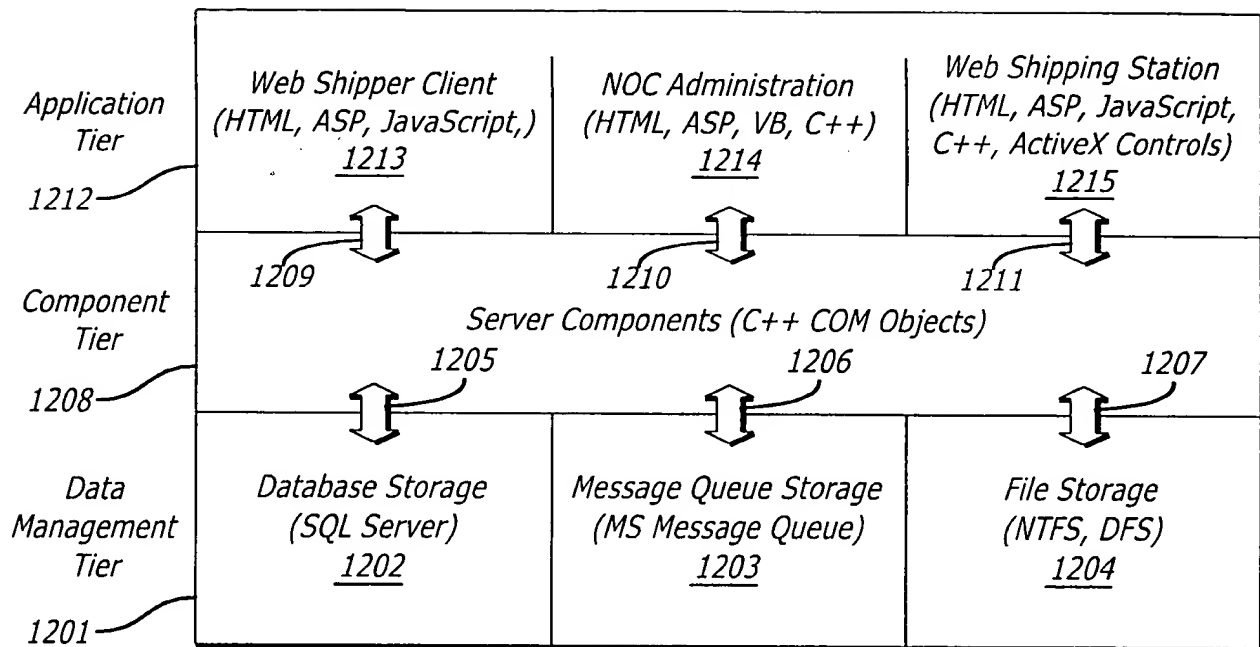 Application
Tier
1212
Web Shipper Client
(HTML, ASP, JavaScript,)
1213
NOC Administration
(HTML, ASP, VB, C++)
1214
Web Shipping Station
(HTML, ASP, JavaScript,
C++, ActiveX Controls)
1215
1209
1210
1211
Component
Tier
1208
Server Components (C++ COM Objects)
1205
1206
1207
Data
Management
Tier
1201
Database Storage
(SQL Server)
1202
Message Queue Storage
(MS Message Queue)
1203
File Storage
(NTFS, DFS)
1204